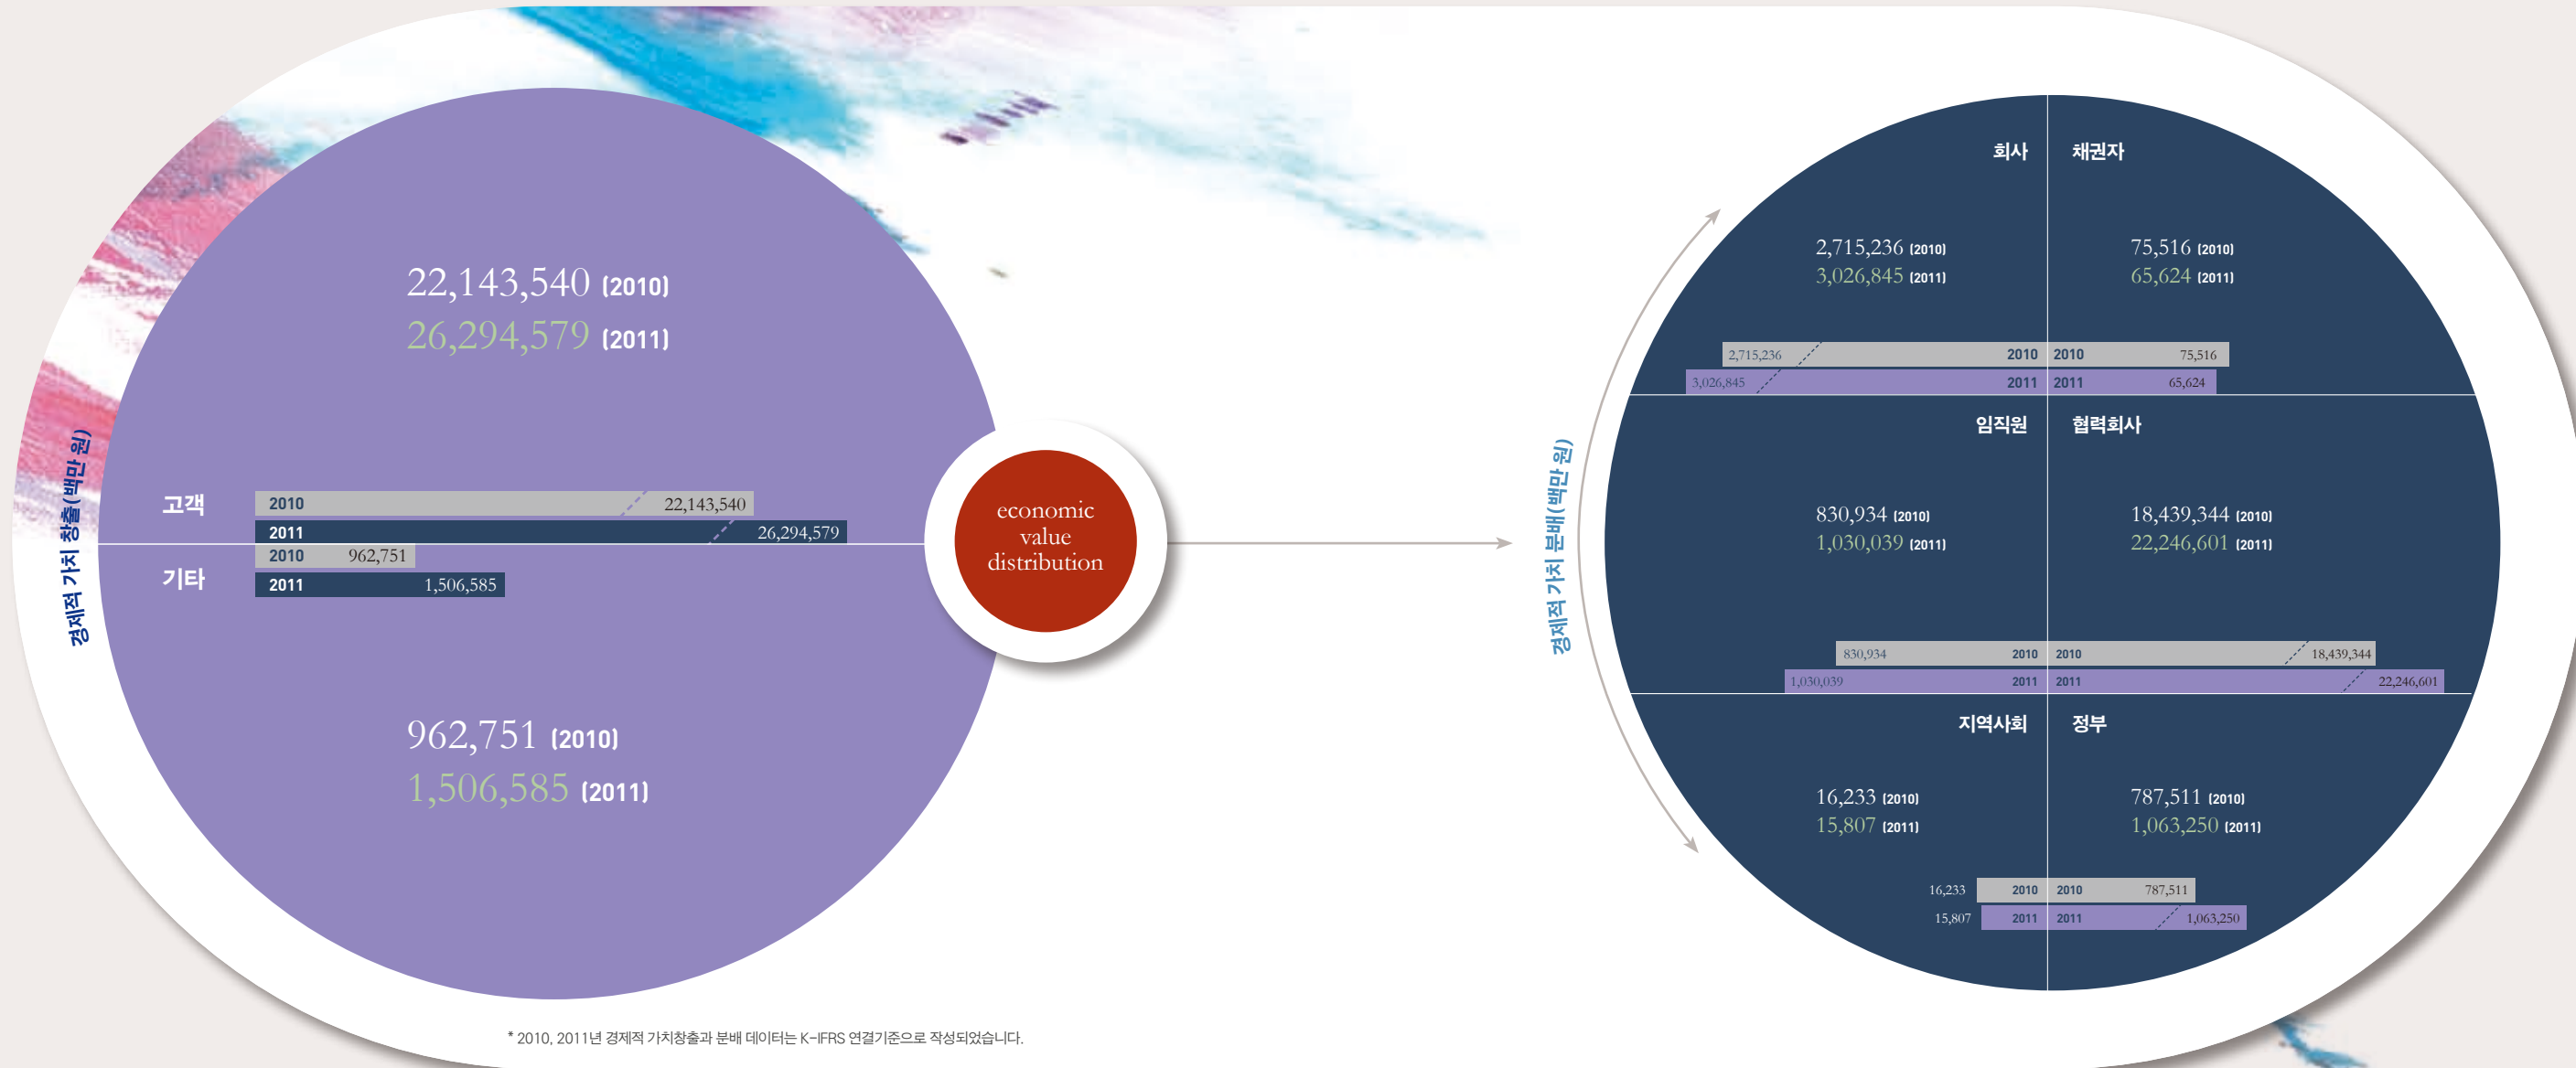 경제적 가치 창출(백만 원)
22,143,540 (2010)
26,294,579 (2011)
고객
2010 22,143,540
2011 26,294,579
기타
2010 962,751
2011 1,506,585
962,751 (2010)
1,506,585 (2011)
economic
value
distribution
경제적 가치 분배(백만 원)
회사 채권자
2,715,236 (2010) 75,516 (2010)
3,026,845 (2011) 65,624 (2011)
2,715,236 2010 2010 75,516
3,026,845 2011 2011 65,624
임직원 협력회사
830,934 (2010) 18,439,344 (2010)
1,030,039 (2011) 22,246,601 (2011)
830,934 2010 2010 18,439,344
1,030,039 2011 2011 22,246,601
지역사회 정부
16,233 (2010) 787,511 (2010)
15,807 (2011) 1,063,250 (2011)
16,233 2010 2010 787,511
15,807 2011 2011 1,063,250
* 2010, 2011년 경제적 가치창출과 분배 데이터는 K-IFRS 연결기준으로 작성되었습니다.